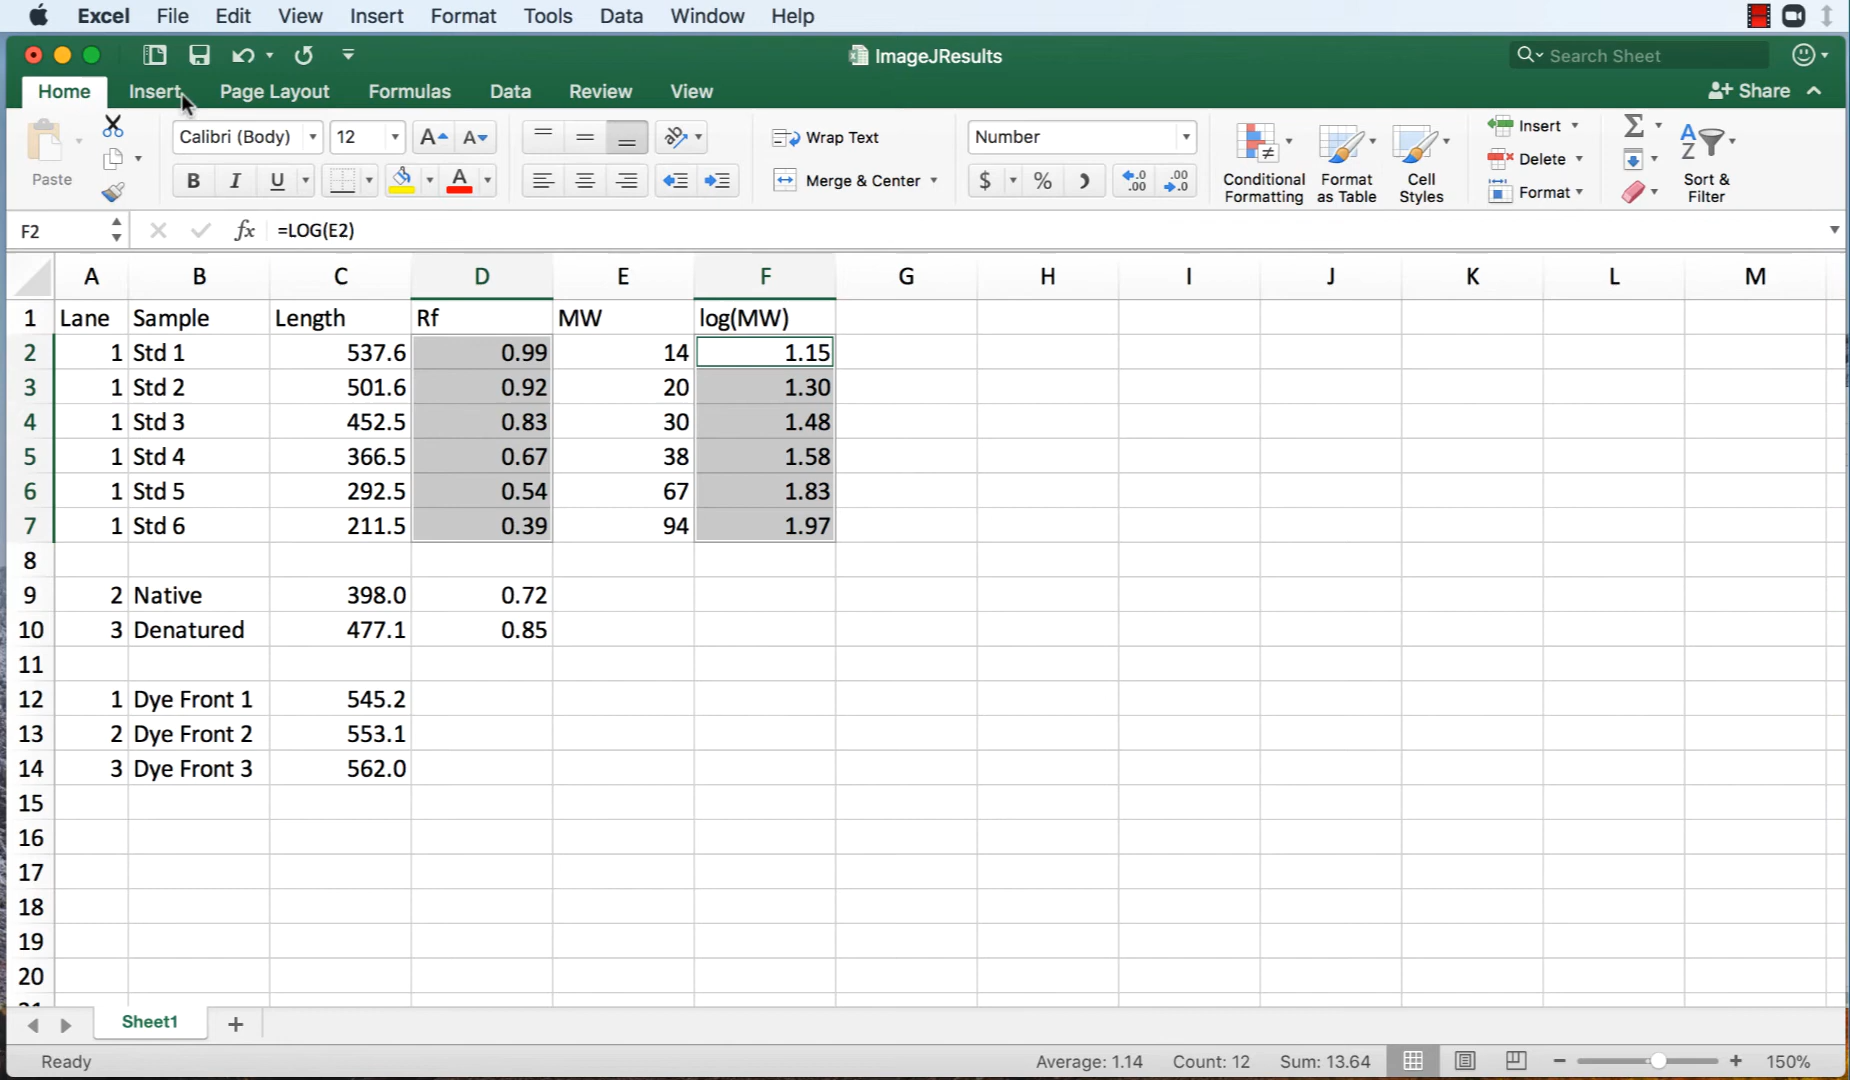 Excel File Edit View Insert Format Tools Data Window Help
ImageJResults
Search Sheet
Home Insert Page Layout Formulas Data Review View
Share
Paste
Calibri (Body) 12
B I U
Wrap Text
Merge & Center
Number
$ %
Conditional Formatting
Format as Table
Cell Styles
Insert
Delete
Format
Sort & Filter
F2 fx =LOG(E2)
A B C D E F G H I J K L M
1 Lane Sample Length Rf MW log(MW)
2 1 Std 1 537.6 0.99 14 1.15
3 1 Std 2 501.6 0.92 20 1.30
4 1 Std 3 452.5 0.83 30 1.48
5 1 Std 4 366.5 0.67 38 1.58
6 1 Std 5 292.5 0.54 67 1.83
7 1 Std 6 211.5 0.39 94 1.97
8
9 2 Native 398.0 0.72
10 3 Denatured 477.1 0.85
11
12 1 Dye Front 1 545.2
13 2 Dye Front 2 553.1
14 3 Dye Front 3 562.0
15
16
17
18
19
20
Sheet1
Ready Average: 1.14 Count: 12 Sum: 13.64 150%